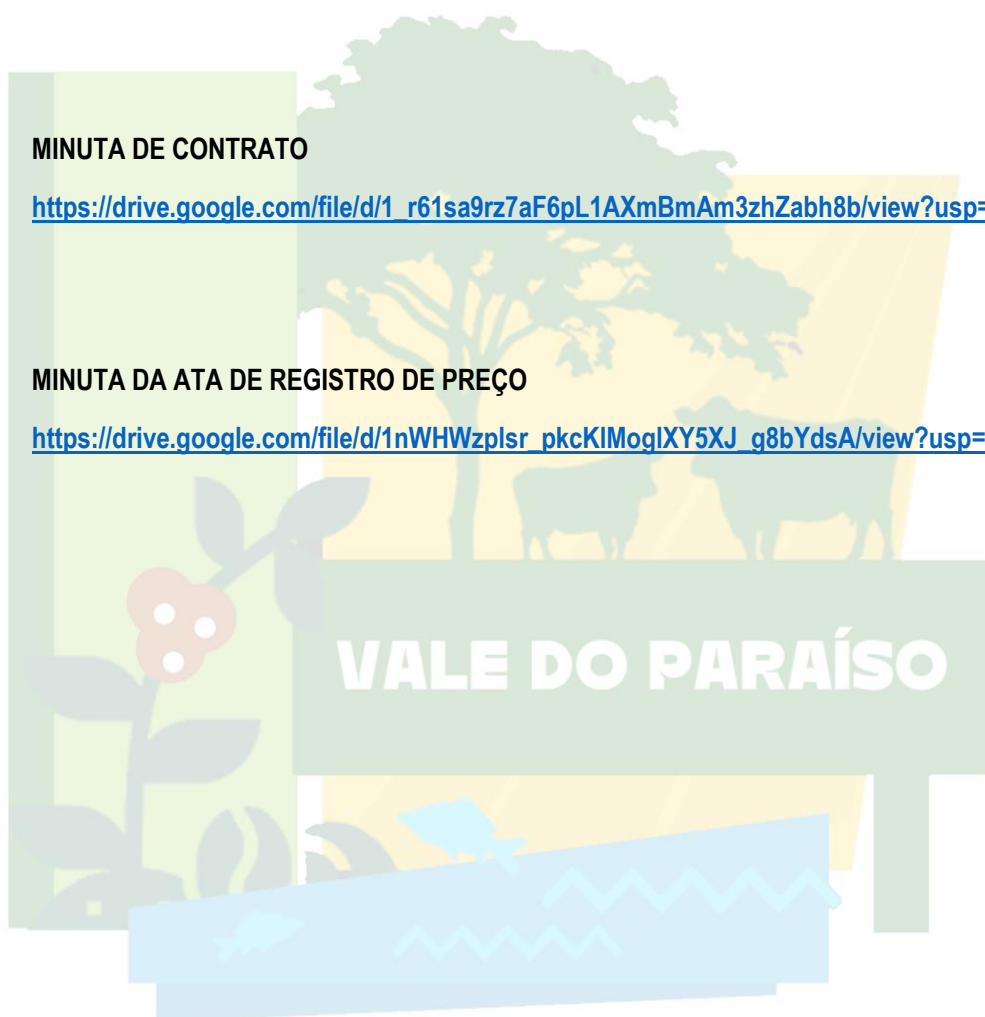 MINUTA DE CONTRATO
https://drive.google.com/file/d/1_r61sa9rz7aF6pL1AXmBmAm3zhZabh8b/view?usp=
MINUTA DA ATA DE REGISTRO DE PREÇO
https://drive.google.com/file/d/1nWHWzplsr_pkcKIMoglXY5XJ_g8bYdsA/view?usp=
VALE DO PARAÍSO